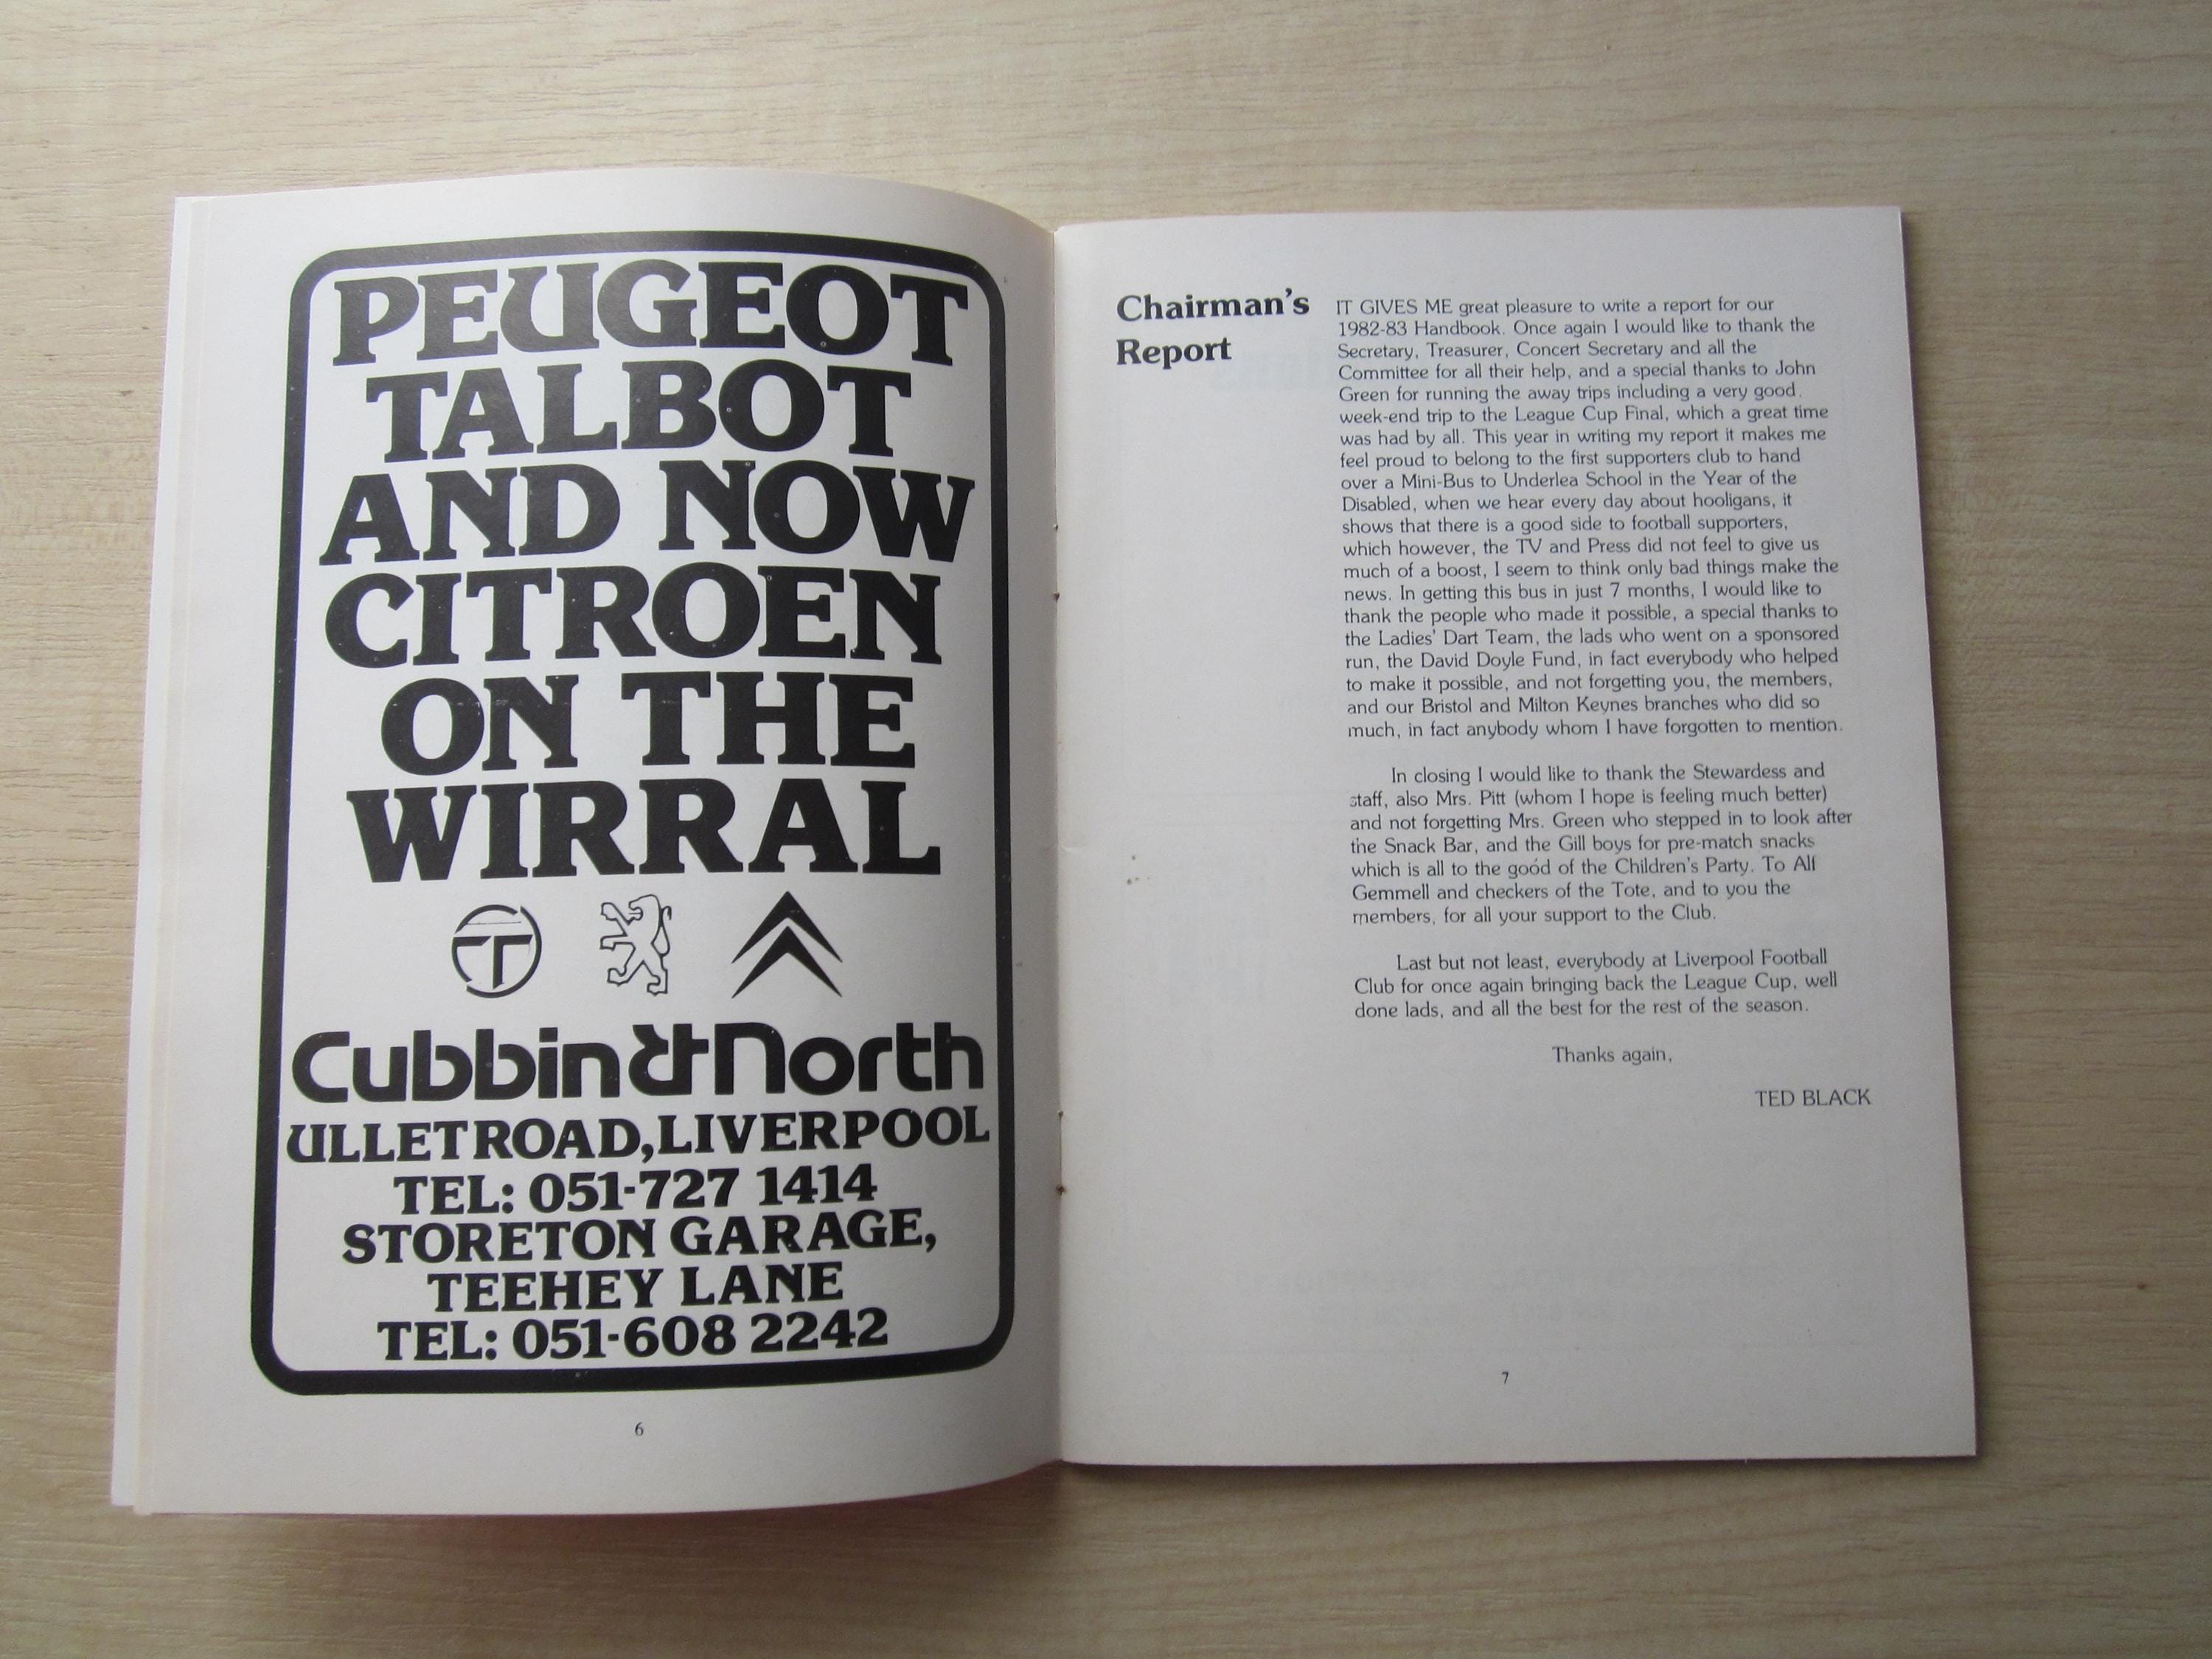 PEUGEOT
TALBOT
AND NOW
CITROEN
ON THE
WIRRAL
T
Cubbin & North
ULLET ROAD, LIVERPOOL
TEL: 051-727 1414
STORETON GARAGE,
TEEHEY LANE
TEL: 051-608 2242
6
Chairman's
Report
IT GIVES ME great pleasure to write a report for our
1982-83 Handbook. Once again I would like to thank the
Secretary, Treasurer, Concert Secretary and all the
Committee for all their help, and a special thanks to John
Green for running the away trips including a very good
week-end trip to the League Cup Final, which a great time
was had by all. This year in writing my report it makes me
feel proud to belong to the first supporters club to hand
over a Mini-Bus to Underlea School in the Year of the
Disabled, when we hear every day about hooligans, it
shows that there is a good side to football supporters,
which however, the TV and Press did not feel to give us
much of a boost, I seem to think only bad things make the
news. In getting this bus in just 7 months, I would like to
thank the people who made it possible, a special thanks to
the Ladies' Dart Team, the lads who went on a sponsored
run, the David Doyle Fund, in fact everybody who helped
to make it possible, and not forgetting you, the members,
and our Bristol and Milton Keynes branches who did so
much, in fact anybody whom I have forgotten to mention.
In closing I would like to thank the Stewardess and
staff, also Mrs. Pitt (whom I hope is feeling much better)
and not forgetting Mrs. Green who stepped in to look after
the Snack Bar, and the Gill boys for pre-match snacks
which is all to the good of the Children's Party. To Alf
Gemmell and checkers of the Tote, and to you the
members, for all your support to the Club.
Last but not least, everybody at Liverpool Football
Club for once again bringing back the League Cup, well
done lads, and all the best for the rest of the season.
Thanks again,
TED BLACK
7